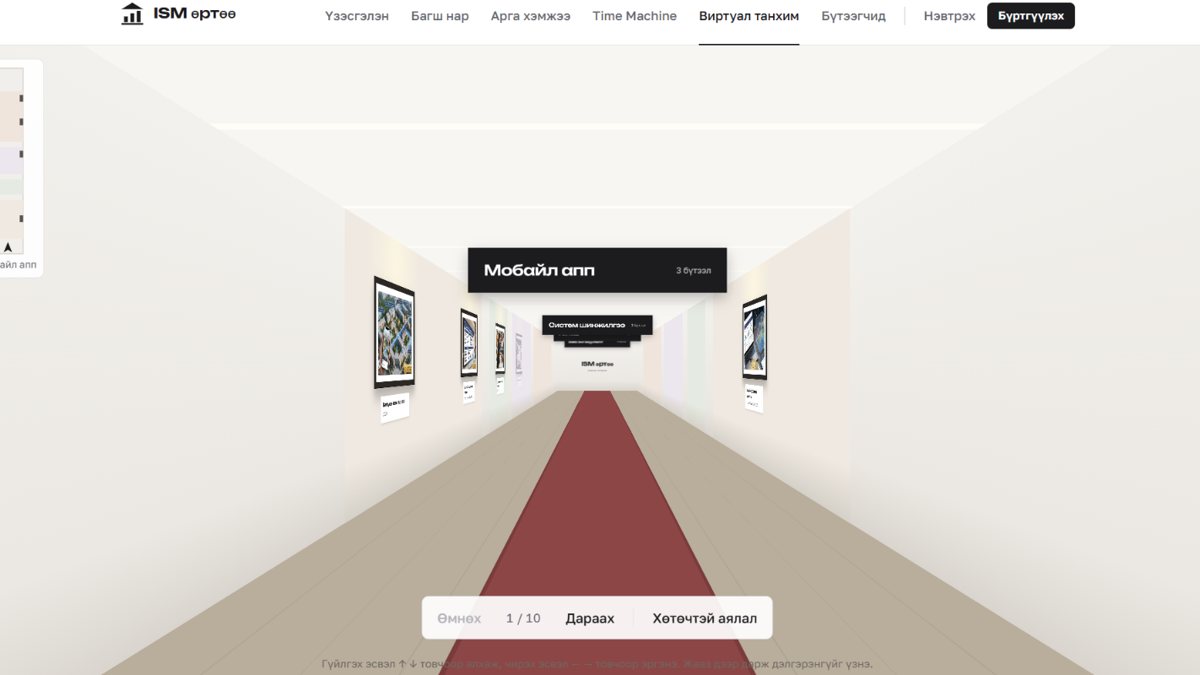 ISM өртөө
Үзэсгэлэн Багш нар Арга хэмжээ Time Machine Виртуал танхим Бүтээгчид Нэвтрэх Бүртгүүлэх
айл апп
Мобайл апп 3 бүтээл
Систем шинжилгээ
ISM өртөө
Өмнөх 1 / 10 Дараах Хөтөчтэй аялал
Гүйлгэх эсвэл ↑ ↓ товчоор алхаж, чирэх эсвэл товчоор эргэнэ. Жааз дээр дарж дэлгэрэнгүйг үзнэ.